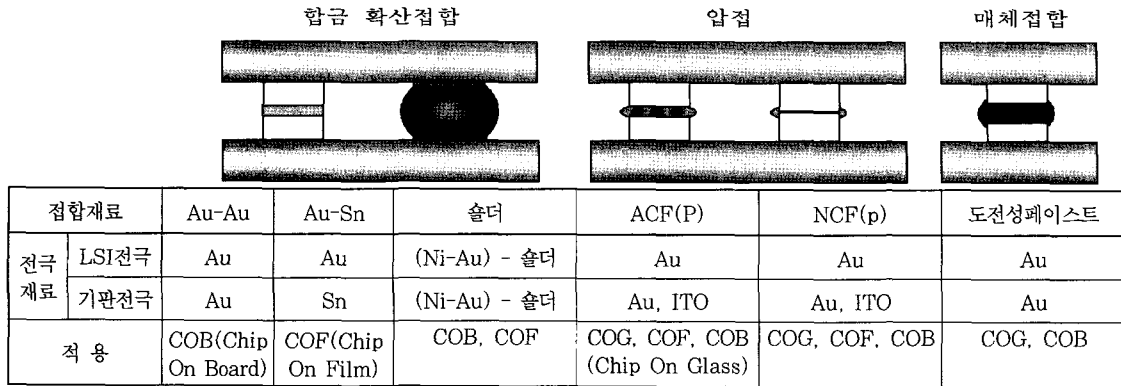 합금 확산접합 압접 매체접합
접합재료 Au-Au Au-Sn 솔더 ACF(P) NCF(p) 도전성페이스트
전극 재료 LSI전극 Au Au (Ni-Au) - 솔더 Au Au Au
기판전극 Au Sn (Ni-Au) - 솔더 Au, ITO Au, ITO Au
적 용 COB(Chip On Board) COF(Chip On Film) COB, COF COG, COF, COB (Chip On Glass) COG, COF, COB COG, COB